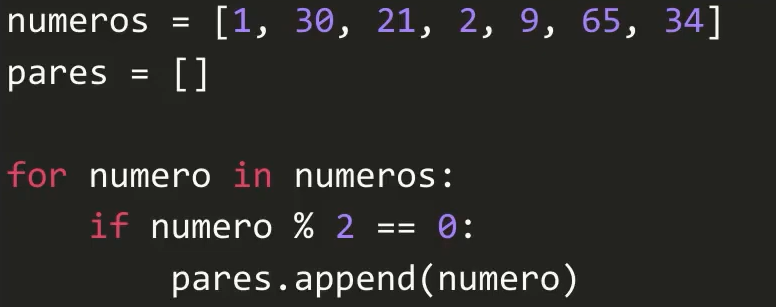 numeros = [1, 30, 21, 2, 9, 65, 34]
pares = []
for numero in numeros:
    if numero % 2 == 0:
        pares.append(numero)